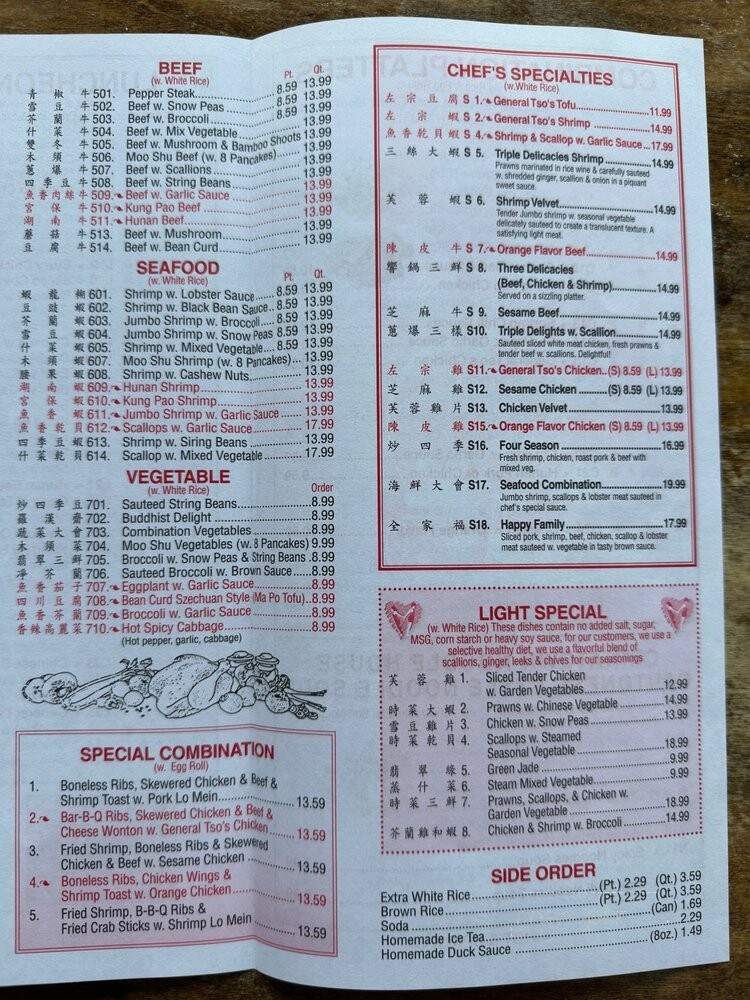 BEEF
(w. White Rice)
Pt. Qt.
青椒牛 501. Pepper Steak 8.59 13.99
雪豆牛 502. Beef w. Snow Peas 8.59 13.99
芥蘭牛 503. Beef w. Broccoli 8.59 13.99
什菜牛 504. Beef w. Mix Vegetable 13.99
雙冬牛 505. Beef w. Mushroom & Bamboo Shoots 13.99
木須牛 506. Moo Shu Beef (w. 8 Pancakes) 13.99
蔥爆牛 507. Beef w. Scallions 13.99
四季豆牛 508. Beef w. String Beans 13.99
魚香肉絲牛 509. Beef w. Garlic Sauce 13.99
宮保牛 510. Kung Pao Beef 13.99
湖南牛 511. Hunan Beef 13.99
蘑菇牛 513. Beef w. Mushroom 13.99
豆腐牛 514. Beef w. Bean Curd 13.99
SEAFOOD
(w. White Rice)
Pt. Qt.
蝦龍糊 601. Shrimp w. Lobster Sauce 8.59 13.99
豆豉蝦 602. Shrimp w. Black Bean Sauce 8.59 13.99
芥蘭蝦 603. Jumbo Shrimp w. Broccoli 8.59 13.99
雪豆蝦 604. Jumbo Shrimp w. Snow Peas 8.59 13.99
什菜蝦 605. Shrimp w. Mixed Vegetable 8.59 13.99
木須蝦 607. Moo Shu Shrimp (w. 8 Pancakes) 13.99
腰果蝦 608. Shrimp w. Cashew Nuts 13.99
湖南蝦 609. Hunan Shrimp 13.99
宮保蝦 610. Kung Pao Shrimp 13.99
魚香蝦 611. Jumbo Shrimp w. Garlic Sauce 13.99
魚香乾貝 612. Scallops w. Garlic Sauce 17.99
四季豆蝦 613. Shrimp w. Siring Beans 13.99
什菜乾貝 614. Scallop w. Mixed Vegetable 17.99
VEGETABLE
(w. White Rice)
Order
炒四季豆 701. Sauteed String Beans 8.99
羅漢齋 702. Buddhist Delight 8.99
蔬菜大會 703. Combination Vegetables 8.99
木須菜 704. Moo Shu Vegetables (w. 8 Pancakes) 9.99
翡翠三鮮 705. Broccoli w. Snow Peas & String Beans 8.99
淨芥蘭 706. Sauteed Broccoli w. Brown Sauce 8.99
魚香茄子 707. Eggplant w. Garlic Sauce 8.99
四川豆腐 708. Bean Curd Szechuan Style (Ma Po Tofu) 8.99
魚香芥蘭 709. Broccoli w. Garlic Sauce 8.99
香辣高麗菜 710. Hot Spicy Cabbage 8.99
(Hot pepper, garlic, cabbage)
SPECIAL COMBINATION
(w. Egg Roll)
1. Boneless Ribs, Skewered Chicken & Beef &
Shrimp Toast w. Pork Lo Mein 13.59
2. Bar-B-Q Ribs, Skewered Chicken & Beef &
Cheese Wonton w. General Tso's Chicken 13.59
3. Fried Shrimp, Boneless Ribs & Skewered
Chicken & Beef w. Sesame Chicken 13.59
4. Boneless Ribs, Chicken Wings &
Shrimp Toast w. Orange Chicken 13.59
5. Fried Shrimp, B-B-Q Ribs &
Fried Crab Sticks w. Shrimp Lo Mein 13.59
CHEF'S SPECIALTIES
(w.White Rice)
左宗豆腐 S 1. General Tso's Tofu 11.99
左宗蝦 S 2. General Tso's Shrimp 14.99
魚香乾貝蝦 S 4. Shrimp & Scallop w. Garlic Sauce 17.99
三絲大蝦 S 5. Triple Delicacies Shrimp 14.99
Prawns marinated in rice wine & carefully sauteed
w. shredded ginger, scallion & onion in a piquant
sweet sauce.
芙蓉蝦 S 6. Shrimp Velvet 14.99
Tender Jumbo shrimp w. seasonal vegetable
delicately sauteed to create a translucent texture. A
satisfying light meat.
陳皮牛 S 7. Orange Flavor Beef 14.99
響鍋三鮮 S 8. Three Delicacies
(Beef, Chicken & Shrimp) 14.99
Served on a sizzling platter.
芝麻牛 S 9. Sesame Beef 14.99
蔥爆三樣 S10. Triple Delights w. Scallion 14.99
Sauteed sliced white meat chicken, fresh prawns &
tender beef w. scallions. Delightful!
左宗雞 S11. General Tso's Chicken (S) 8.59 (L) 13.99
芝麻雞 S12. Sesame Chicken (S) 8.59 (L) 13.99
芙蓉雞片 S13. Chicken Velvet 13.99
陳皮雞 S15. Orange Flavor Chicken (S) 8.59 (L) 13.99
炒四季 S16. Four Season 16.99
Fresh shrimp, chicken, roast pork & beef with
mixed veg.
海鮮大會 S17. Seafood Combination 19.99
Jumbo shrimp, scallops & lobster meat sauteed in
chef's special sauce.
全家福 S18. Happy Family 17.99
Sliced pork, shrimp, beef, chicken, scallop & lobster
meat sauteed w. vegetable in tasty brown sauce.
LIGHT SPECIAL
(w. White Rice) These dishes contain no added salt, sugar,
MSG, corn starch or heavy soy sauce, for our customers, we use a
selective healthy diet, we use a flavorful blend of
scallions, ginger, leeks & chives for our seasonings
芙蓉雞 1. Sliced Tender Chicken
w. Garden Vegetables 12.99
時菜大蝦 2. Prawns w. Chinese Vegetable 14.99
雪豆雞片 3. Chicken w. Snow Peas 13.99
時菜乾貝 4. Scallops w. Steamed
Seasonal Vegetable 18.99
翡翠綠 5. Green Jade 9.99
蒸什菜 6. Steam Mixed Vegetable 9.99
時菜三鮮 7. Prawns, Scallops, & Chicken w.
Garden Vegetable 18.99
芥蘭雞和蝦 8. Chicken & Shrimp w. Broccoli 14.99
SIDE ORDER
Extra White Rice (Pt.) 2.29 (Qt.) 3.59
Brown Rice (Pt.) 2.29 (Qt.) 3.59
Soda (Can) 1.69
Homemade Ice Tea 2.29
Homemade Duck Sauce (8oz.) 1.49